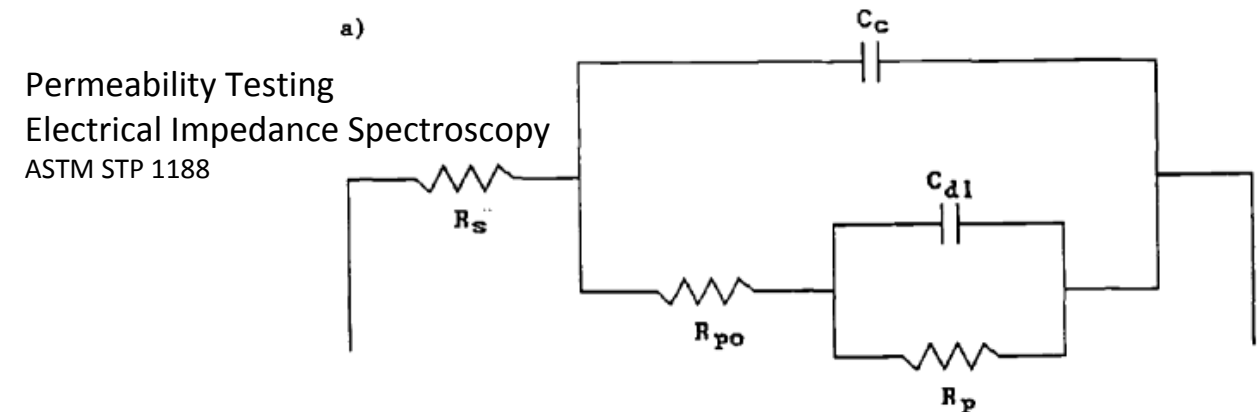 a)
Permeability Testing
Electrical Impedance Spectroscopy
ASTM STP 1188
Cc
Rs
Cdl
Rpo
Rp